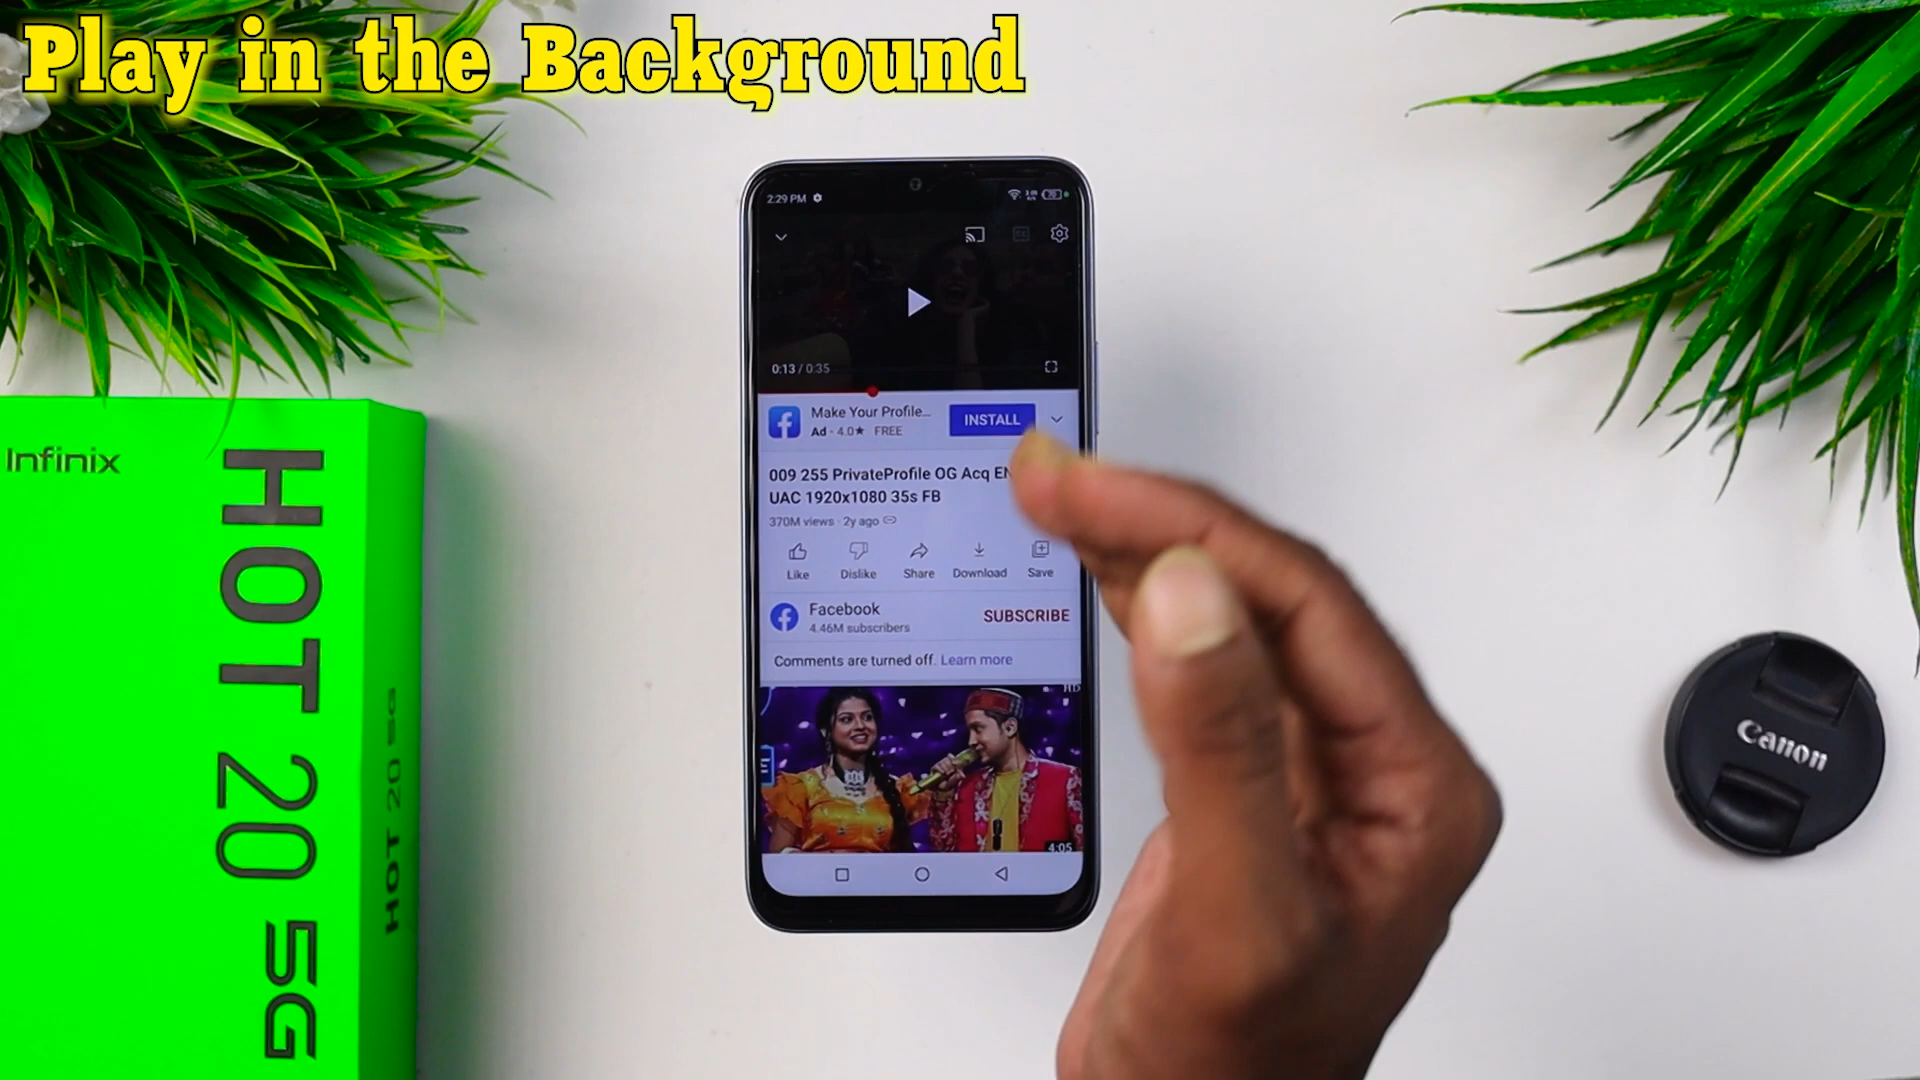 Play in the Background
Infinix
HOT 20 5G
HOT 20 5G
2:29 PM
0:13 / 0:35
Make Your Profile...
Ad - 4.0★ FREE
INSTALL
009 255 PrivateProfile OG Acq EN
UAC 1920x1080 35s FB
370M views · 2y ago
Like
Dislike
Share
Download
Save
Facebook
4.46M subscribers
SUBSCRIBE
Comments are turned off. Learn more
HD
4:05
Canon